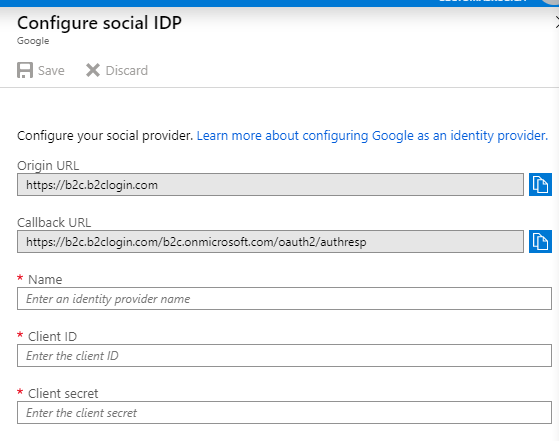 Configure social IDP
Google
Save Discard
Configure your social provider. Learn more about configuring Google as an identity provider.
Origin URL
https://b2c.b2clogin.com
Callback URL
https://b2c.b2clogin.com/b2c.onmicrosoft.com/oauth2/authresp
* Name
Enter an identity provider name
* Client ID
Enter the client ID
* Client secret
Enter the client secret